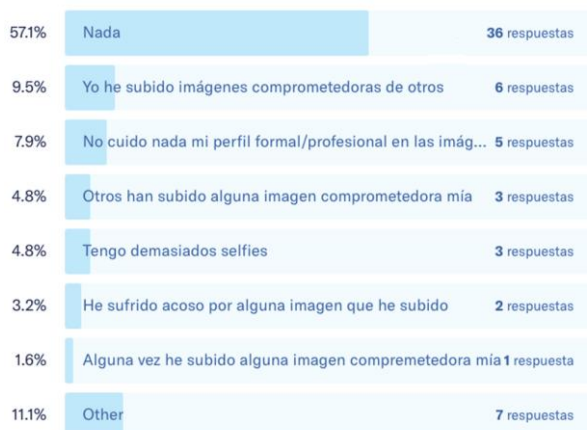 57.1% Nada 36 respuestas
9.5% Yo he subido imágenes comprometedoras de otros 6 respuestas
7.9% No cuido nada mi perfil formal/profesional en las imág... 5 respuestas
4.8% Otros han subido alguna imagen comprometedora mía 3 respuestas
4.8% Tengo demasiados selfies 3 respuestas
3.2% He sufrido acoso por alguna imagen que he subido 2 respuestas
1.6% Alguna vez he subido alguna imagen compremetedora mía 1 respuesta
11.1% Other 7 respuestas